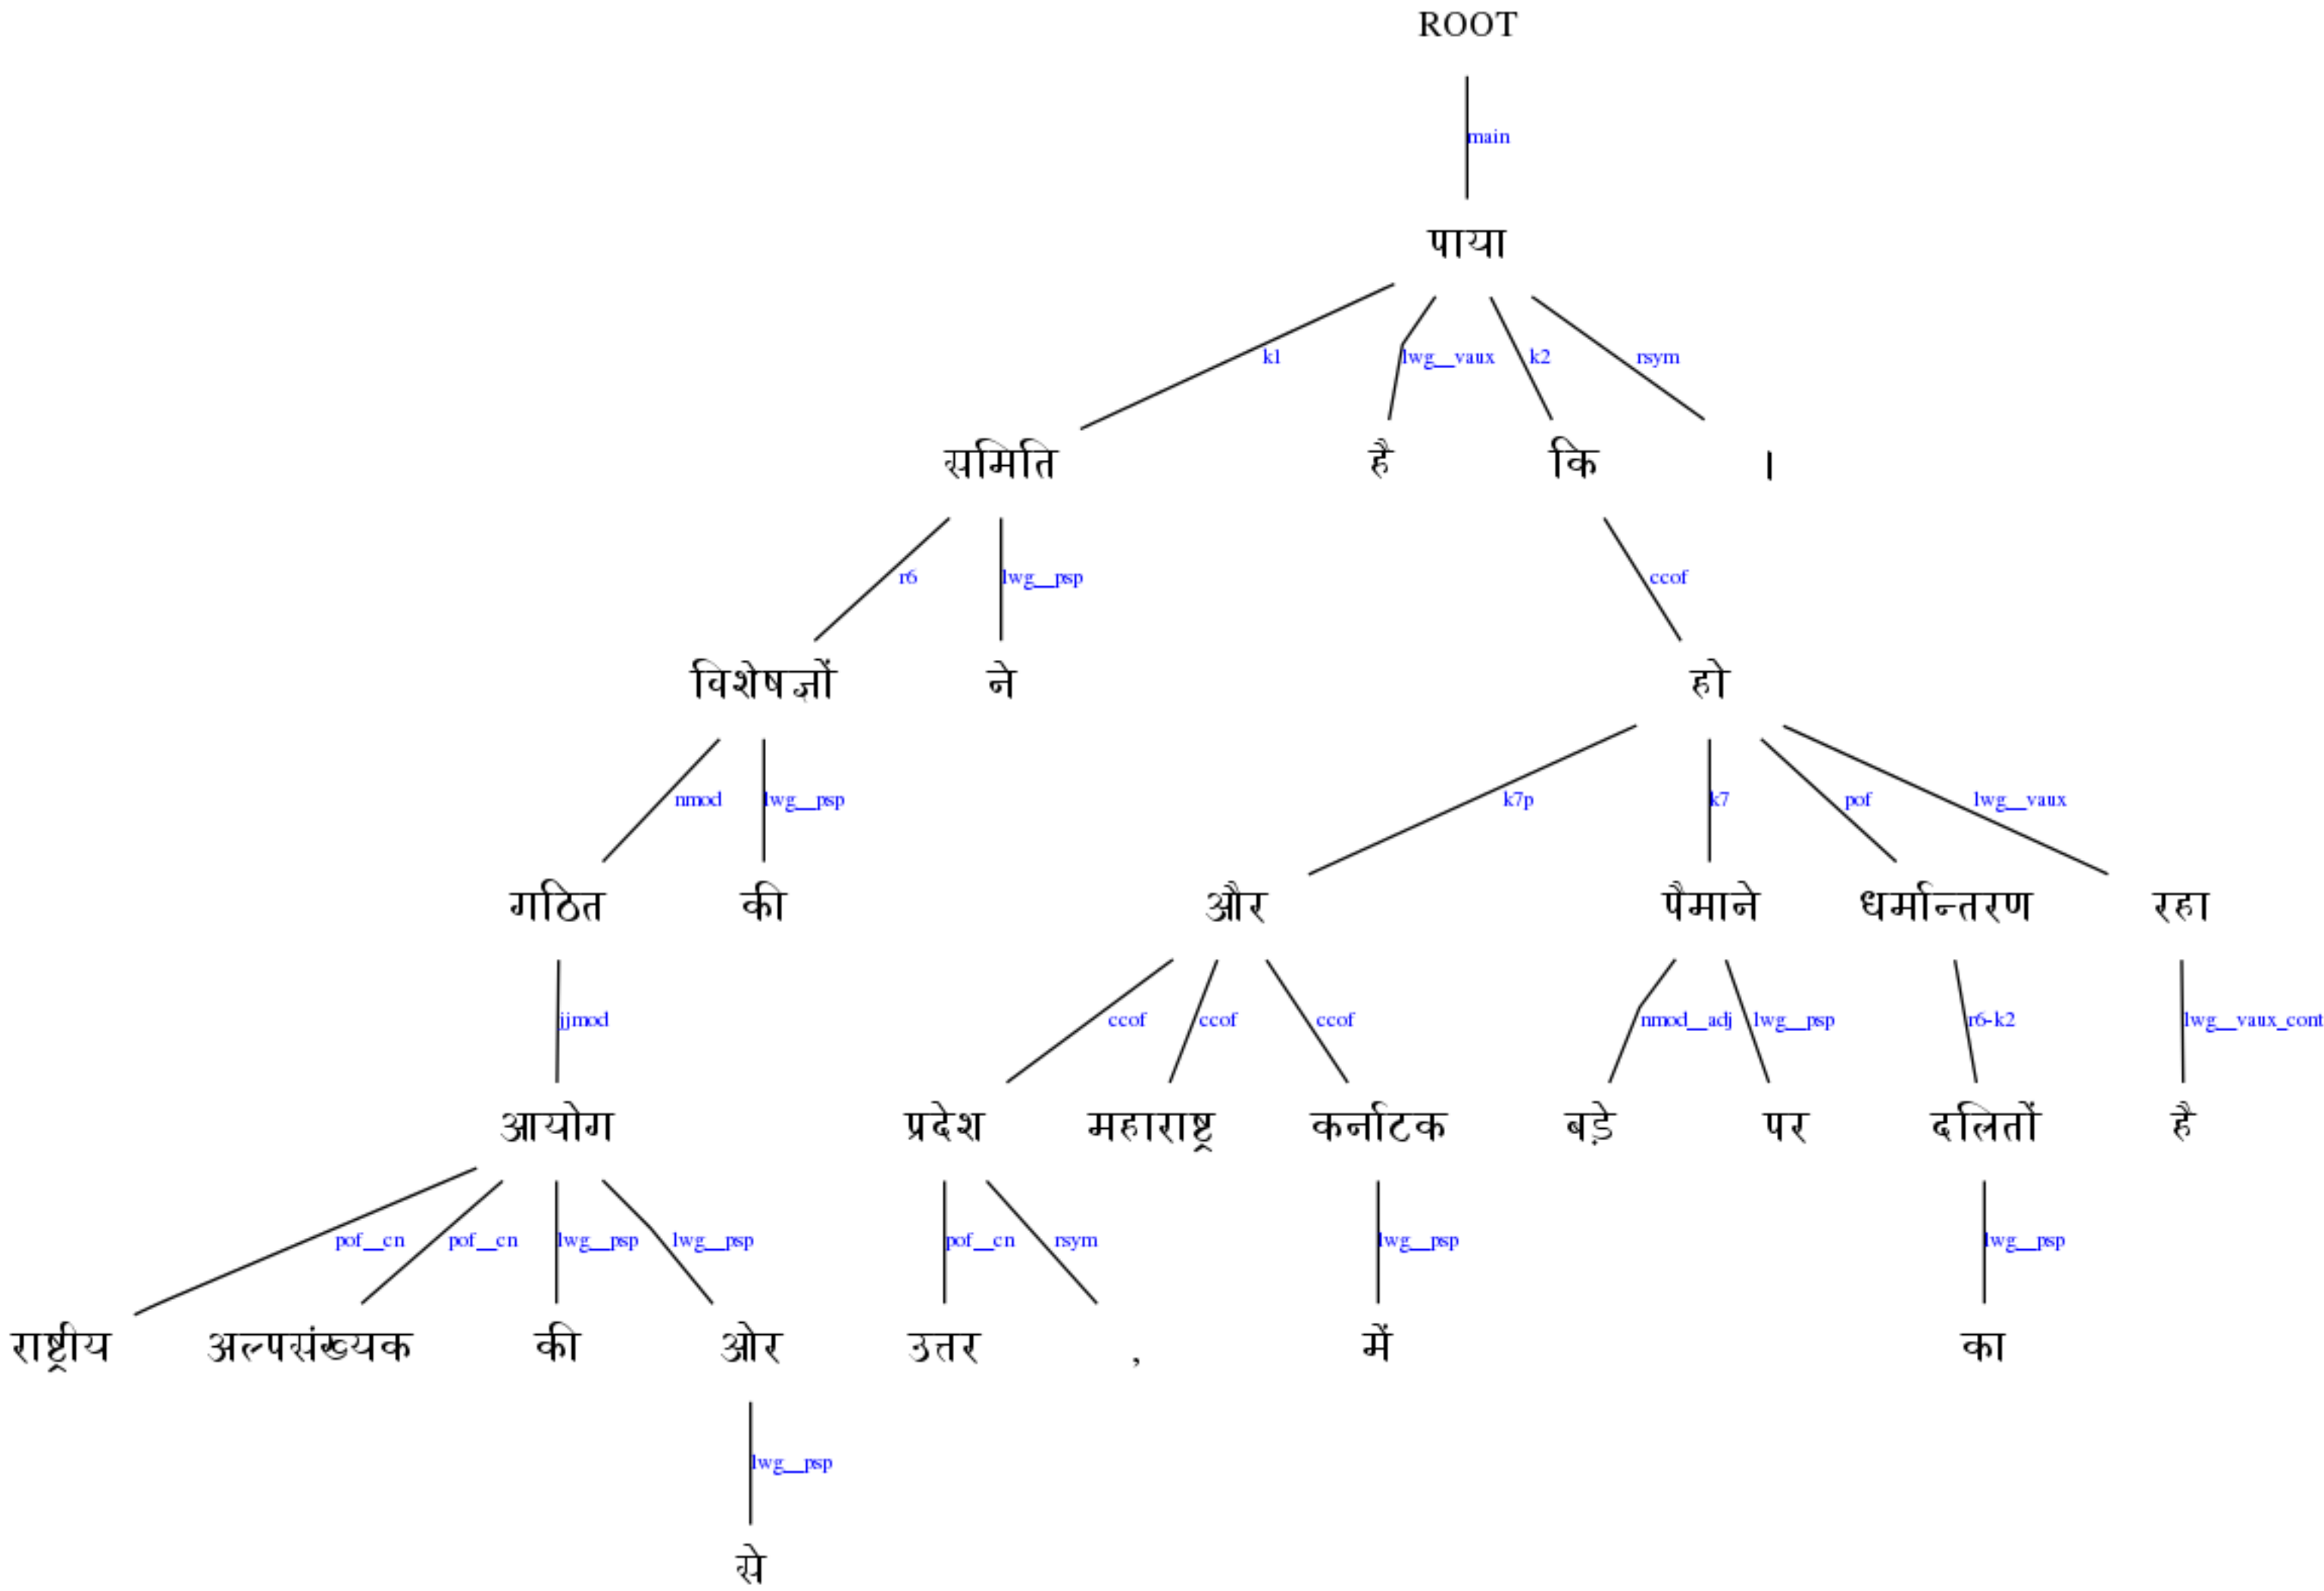 ROOT
main
पाया
k1 lwg__vaux k2 rsym
समिति है कि ।
r6 lwg__psp ccof
विशेषज्ञों ने हो
nmod lwg__psp k7p k7 pof lwg__vaux
गठित की और पैमाने धर्मान्तरण रहा
jjmod ccof ccof ccof nmod__adj lwg__psp r6-k2 lwg__vaux_cont
आयोग प्रदेश महाराष्ट्र कर्नाटक बड़े पर दलितों है
pof__cn pof__cn lwg__psp lwg__psp pof__cn rsym lwg__psp lwg__psp
राष्ट्रीय अल्पसंख्यक की ओर उत्तर , में का
lwg__psp
से